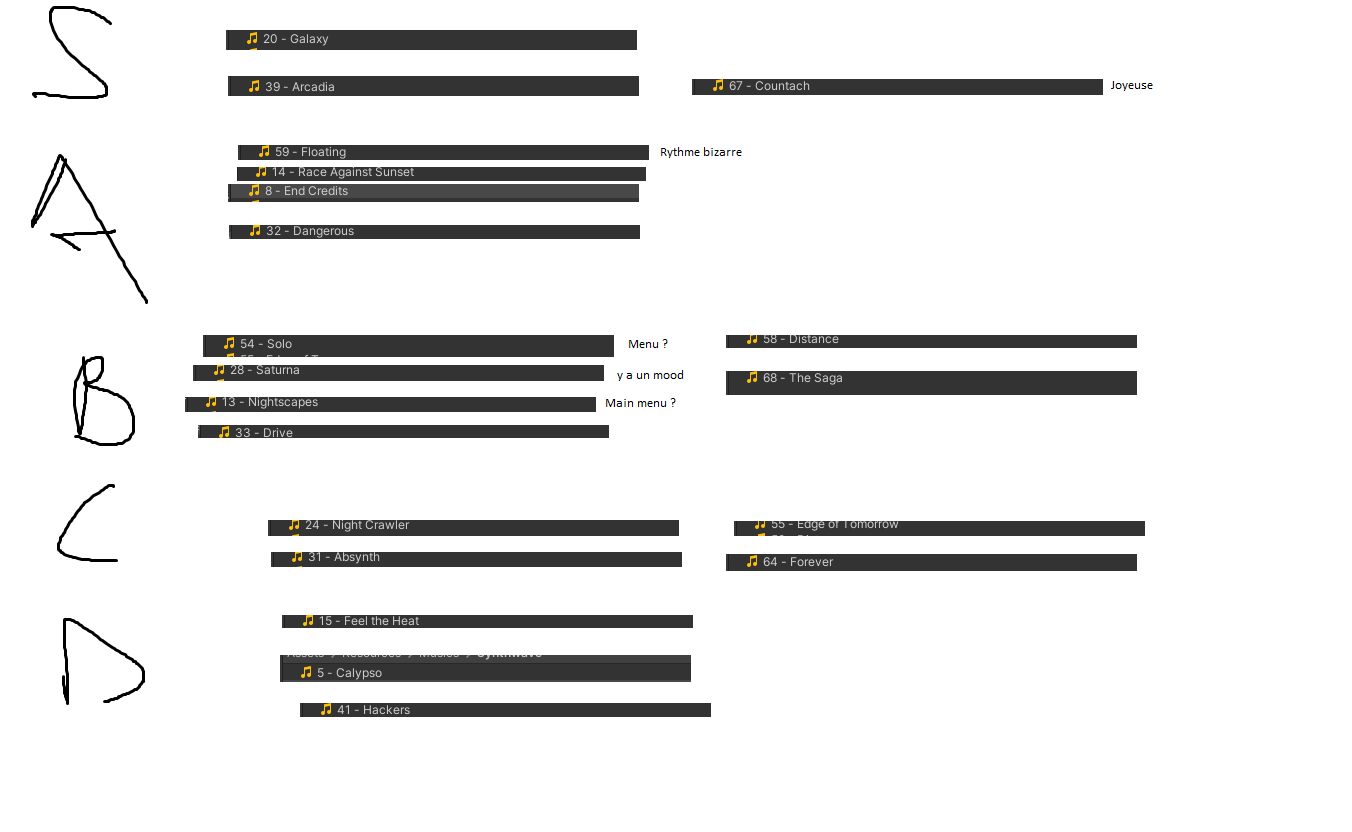 S
20 - Galaxy
39 - Arcadia
67 - Countach Joyeuse
A
59 - Floating Rythme bizarre
14 - Race Against Sunset
8 - End Credits
32 - Dangerous
B
54 - Solo Menu ?
28 - Saturna y a un mood
13 - Nightscapes Main menu ?
33 - Drive
58 - Distance
68 - The Saga
C
24 - Night Crawler
31 - Absynth
55 - Edge of Tomorrow
64 - Forever
D
15 - Feel the Heat
Synthwave
5 - Calypso
41 - Hackers